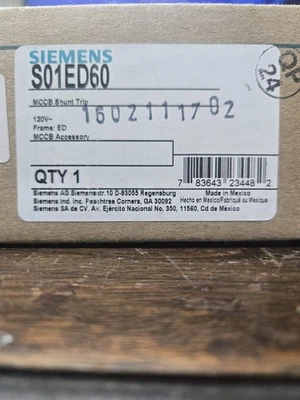 SIEMENS
S01ED60
MCCB Shunt Trip
1602111702
120V~
Frame: ED
MCCB Accessory
QTY 1
7 83643 23448 2
Siemens AG Siemensstr.10 D-93055 Regensburg
Made in Mexico
Siemens Ind. Inc. Peachtree Corners, GA 30092
Hecho en Mexico/Fabriqué au Mexique
Siemens SA de CV, Av. Ejército Nacional No. 350, 11560, Cd de México
24